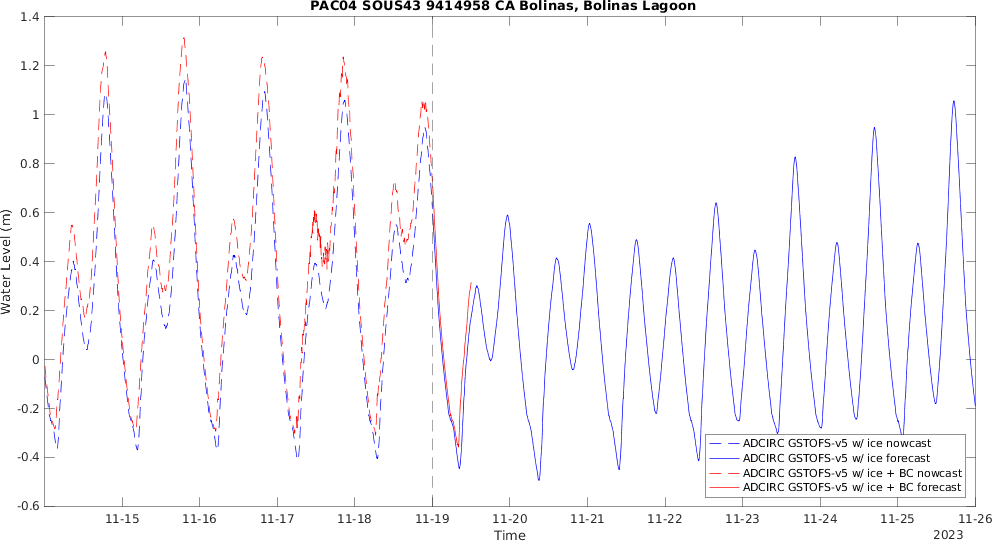 PAC04 SOUS43 9414958 CA Bolinas, Bolinas Lagoon
Water Level (m)
1.4
1.2
1
0.8
0.6
0.4
0.2
0
-0.2
-0.4
-0.6
ADCIRC GSTOFS-v5 w/ ice nowcast
ADCIRC GSTOFS-v5 w/ ice forecast
ADCIRC GSTOFS-v5 w/ ice + BC nowcast
ADCIRC GSTOFS-v5 w/ ice + BC forecast
11-15 11-16 11-17 11-18 11-19 11-20 11-21 11-22 11-23 11-24 11-25 11-26
Time
2023